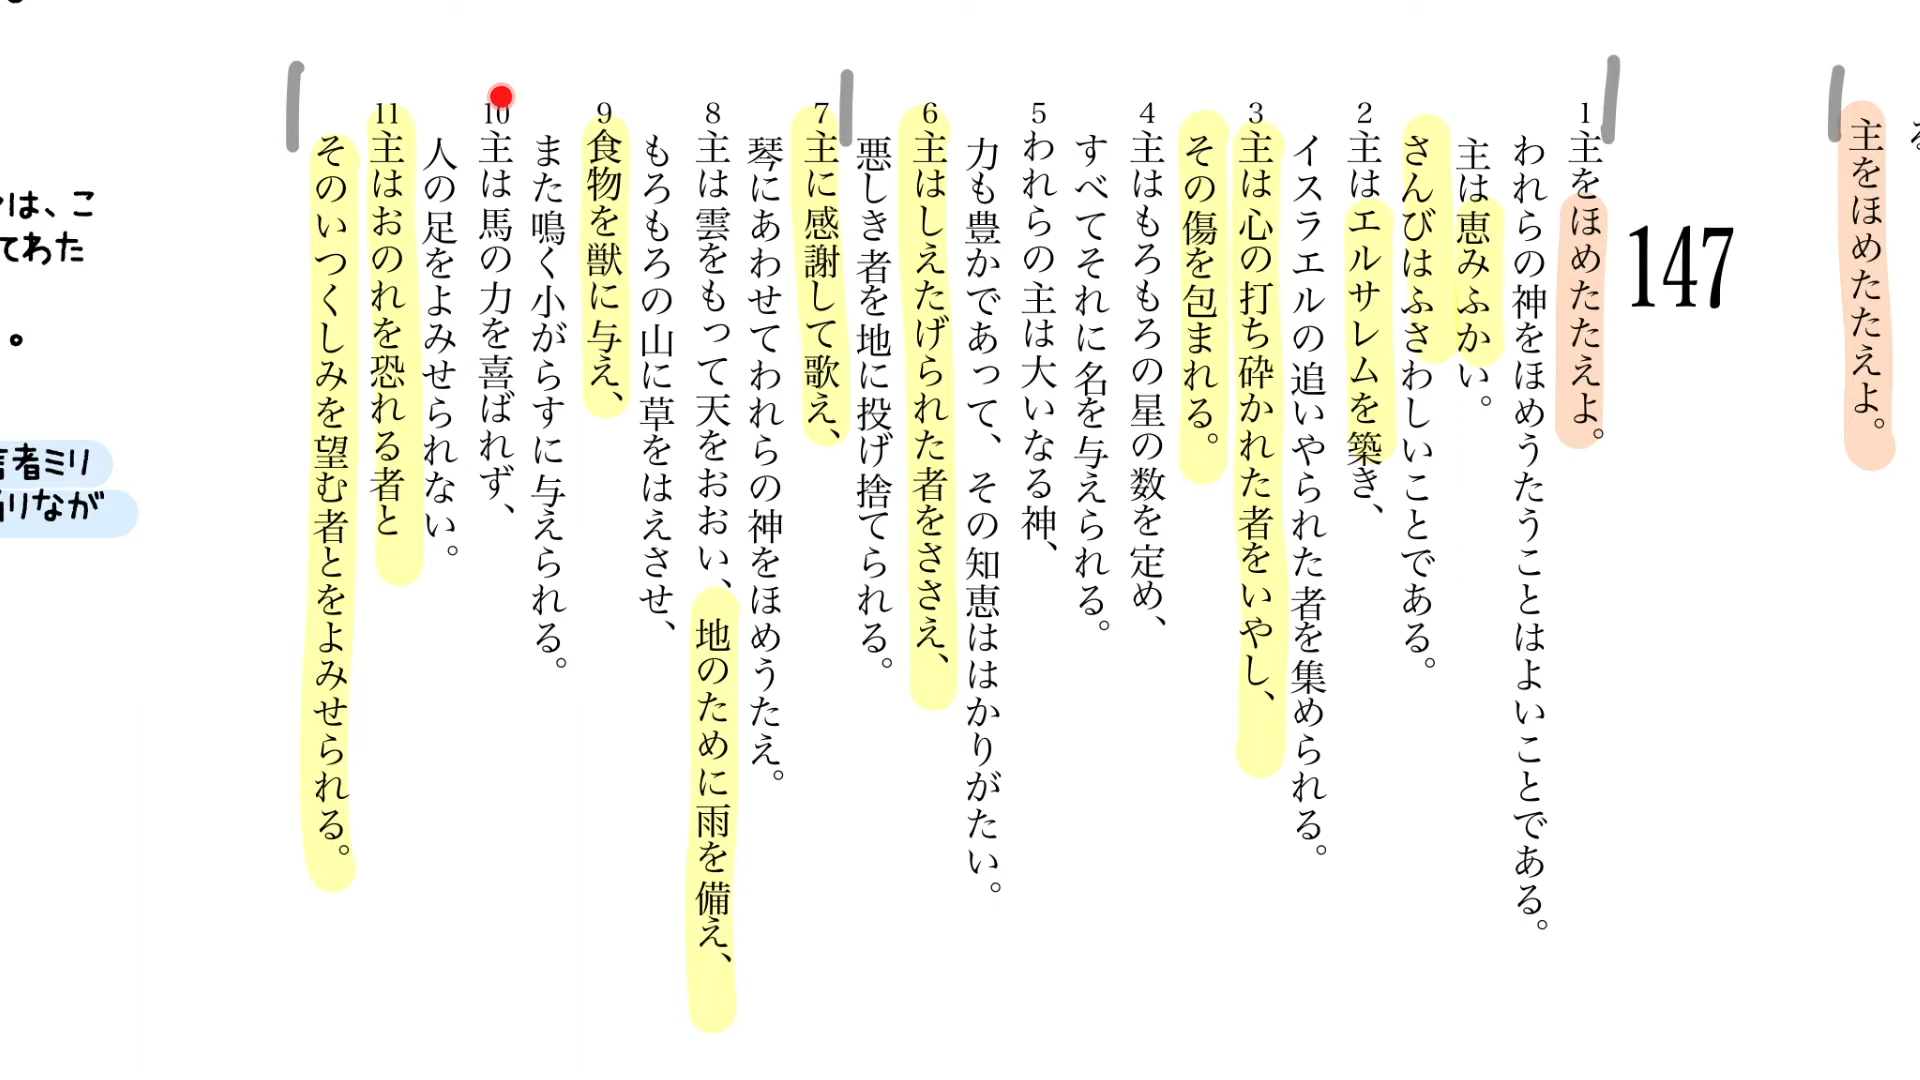 る
主をほめたたえよ。
147
1 主をほめたたえよ。
われらの神をほめうたうことはよいことである。
主は恵みふかい。
さんびはふさわしいことである。
2 主はエルサレムを築き、
イスラエルの追いやられた者を集められる。
3 主は心の打ち砕かれた者をいやし、
その傷を包まれる。
4 主はもろもろの星の数を定め、
すべてそれに名を与えられる。
5 われらの主は大いなる神、
力も豊かであって、その知恵ははかりがたい。
6 主はしえたげられた者をささえ、
悪しき者を地に投げ捨てられる。
7 主に感謝して歌え、
琴にあわせてわれらの神をほめうたえ。
8 主は雲をもって天をおおい、地のために雨を備え、
もろもろの山に草をはえさせ、
9 食物を獣に与え、
また鳴く小がらすに与えられる。
10 主は馬の力を喜ばれず、
人の足をよみせられない。
11 主はおのれを恐れる者と
そのいつくしみを望む者とをよみせられる。
は、こ
てわた
。
者ミリ
りなが